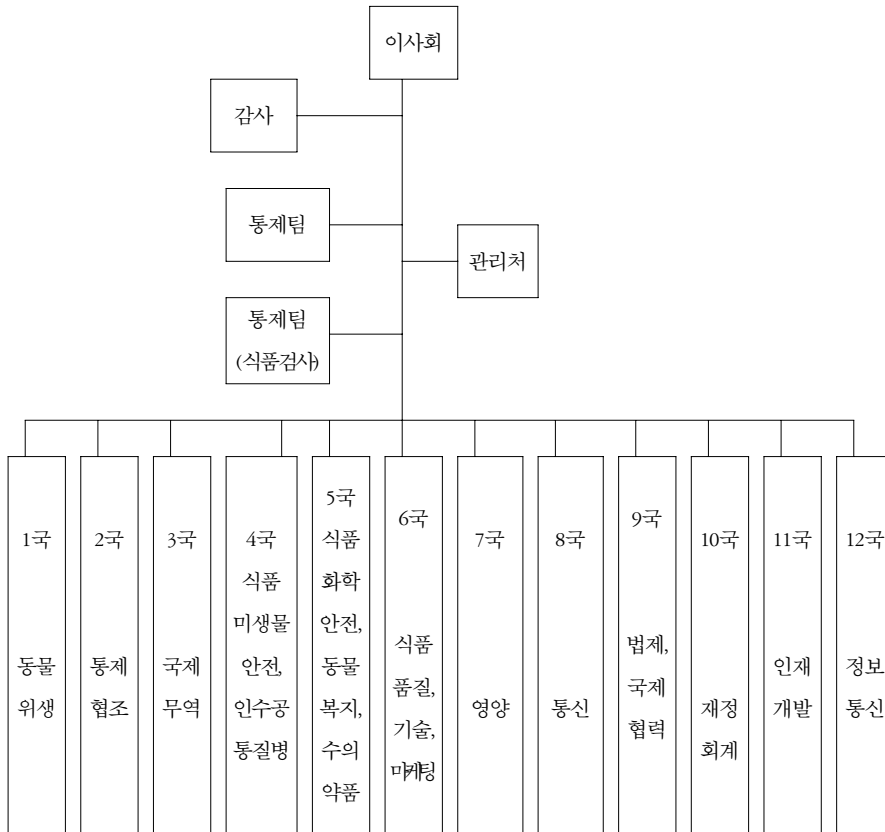 이사회
감사
통제팀
관리처
통제팀
(식품검사)
1국
동물
위생
2국
통제
협조
3국
국제
무역
4국
식품
미생물
안전,
인수공
통질병
5국
식품
화학
안전,
동물
복지,
수의
약품
6국
식품
품질,
기술,
마케팅
7국
영양
8국
통신
9국
법제,
국제
협력
10국
재정
회계
11국
인재
개발
12국
정보
통신